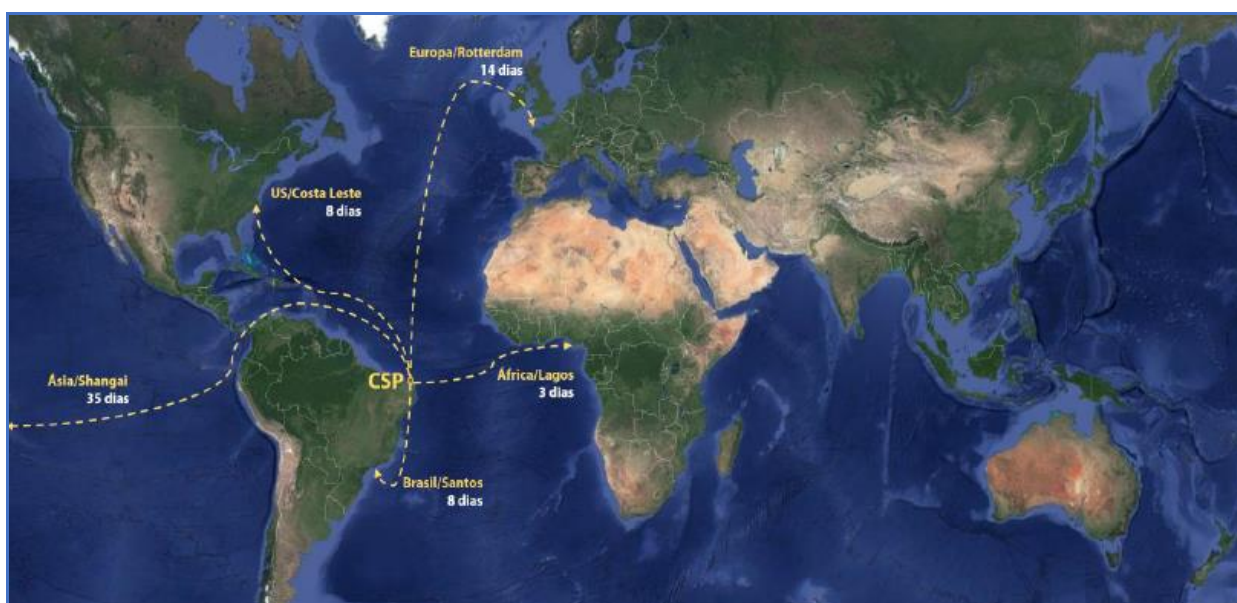 Europa/Rotterdam
14 dias
US/Costa Leste
8 dias
Ásia/Shangai
35 dias
CSP
África/Lagos
3 dias
Brasil/Santos
8 dias